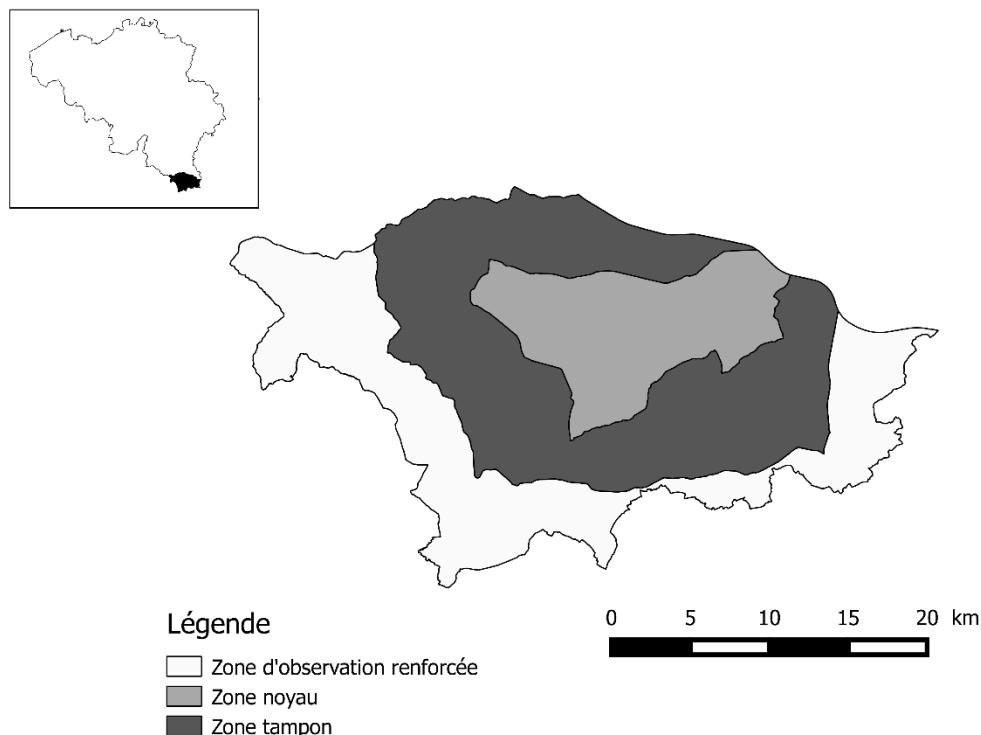 Légende
Zone d'observation renforcée
Zone noyau
Zone tampon
0 5 10 15 20 km